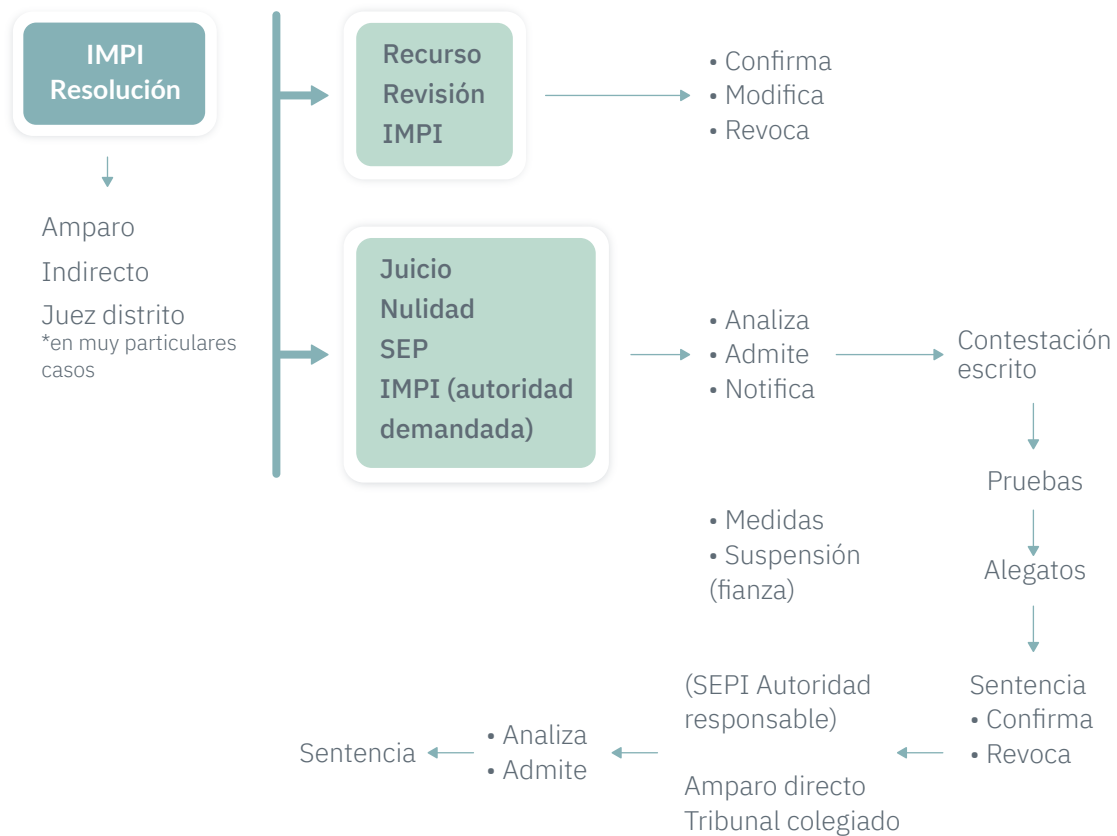 IMPI
Resolución
Amparo
Indirecto
Juez distrito
*en muy particulares
casos
Recurso
Revisión
IMPI
• Confirma
• Modifica
• Revoca
Juicio
Nulidad
SEP
IMPI (autoridad
demandada)
• Analiza
• Admite
• Notifica
Contestación
escrito
Pruebas
• Medidas
• Suspensión
(fianza)
Alegatos
Sentencia
• Confirma
• Revoca
(SEPI Autoridad
responsable)
Amparo directo
Tribunal colegiado
• Analiza
• Admite
Sentencia